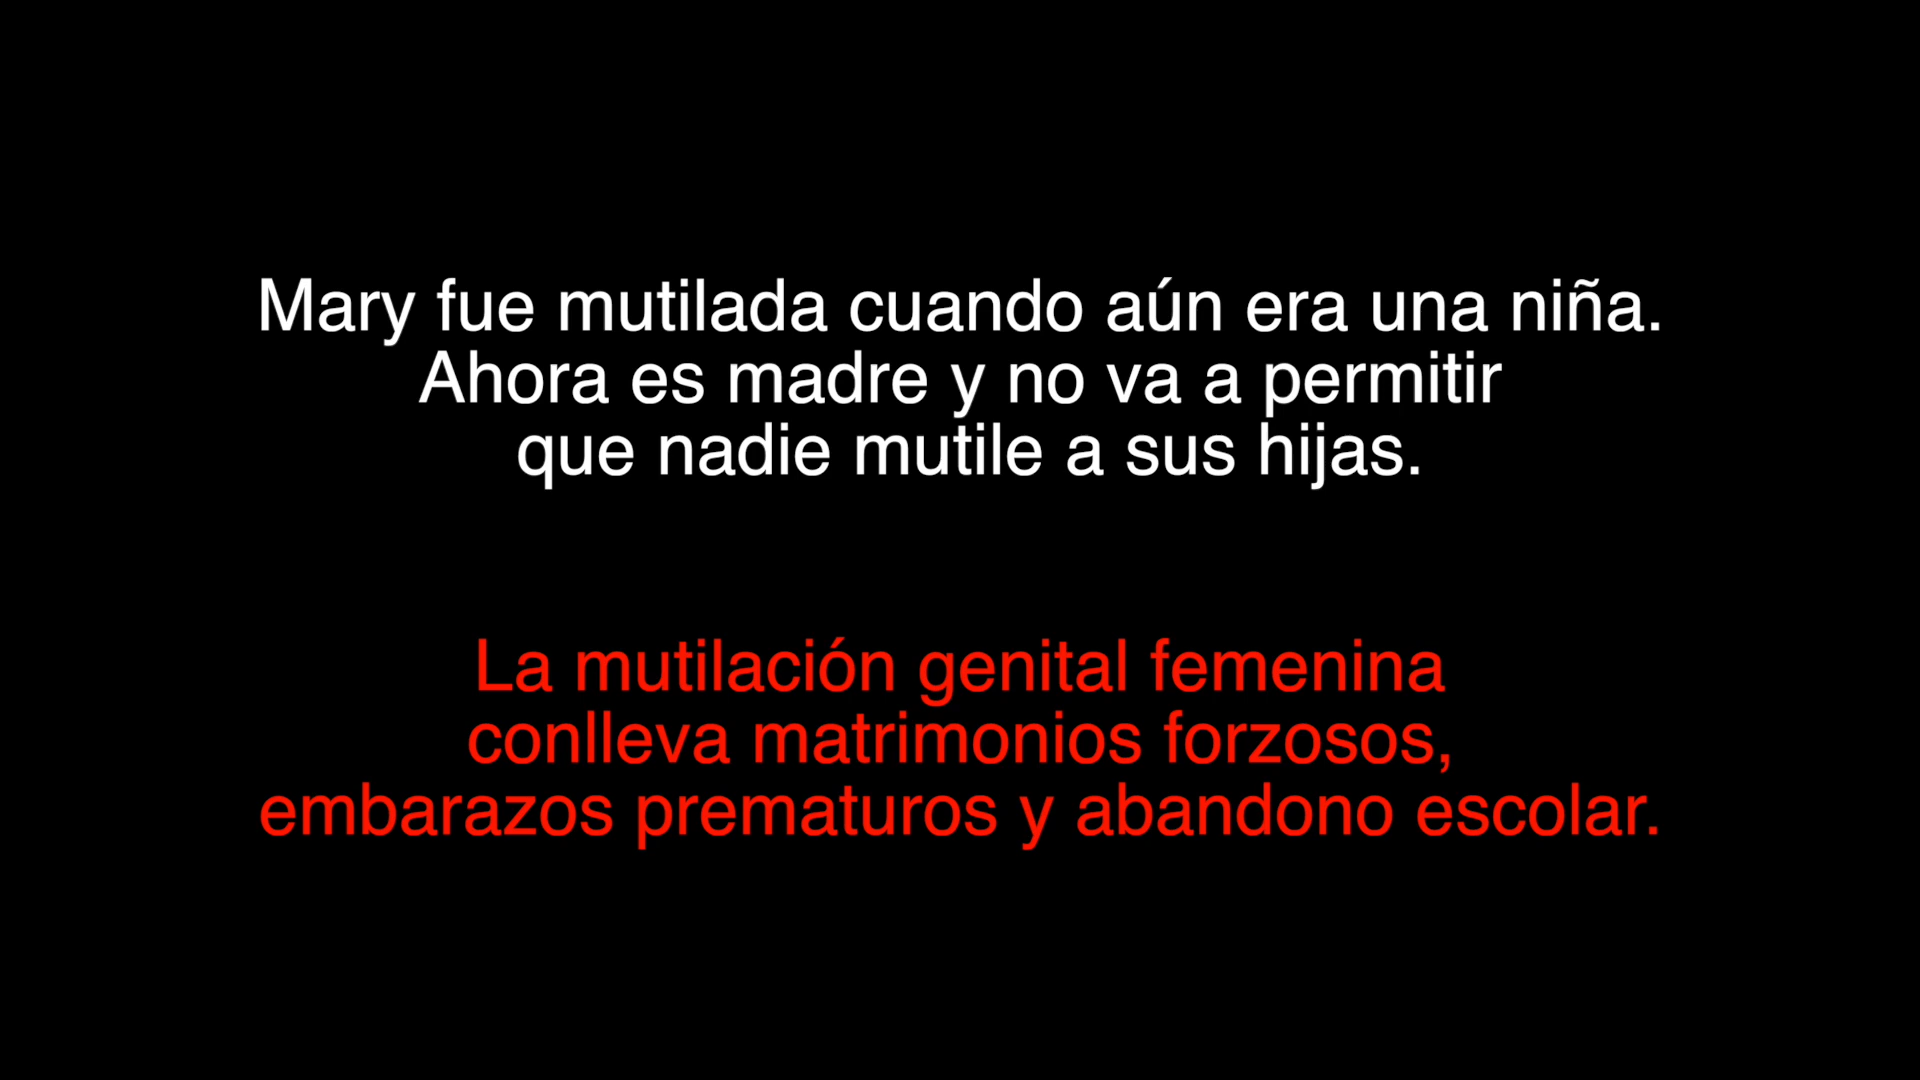 Mary fue mutilada cuando aún era una niña.
Ahora es madre y no va a permitir
que nadie mutile a sus hijas.
La mutilación genital femenina
conlleva matrimonios forzosos,
embarazos prematuros y abandono escolar.